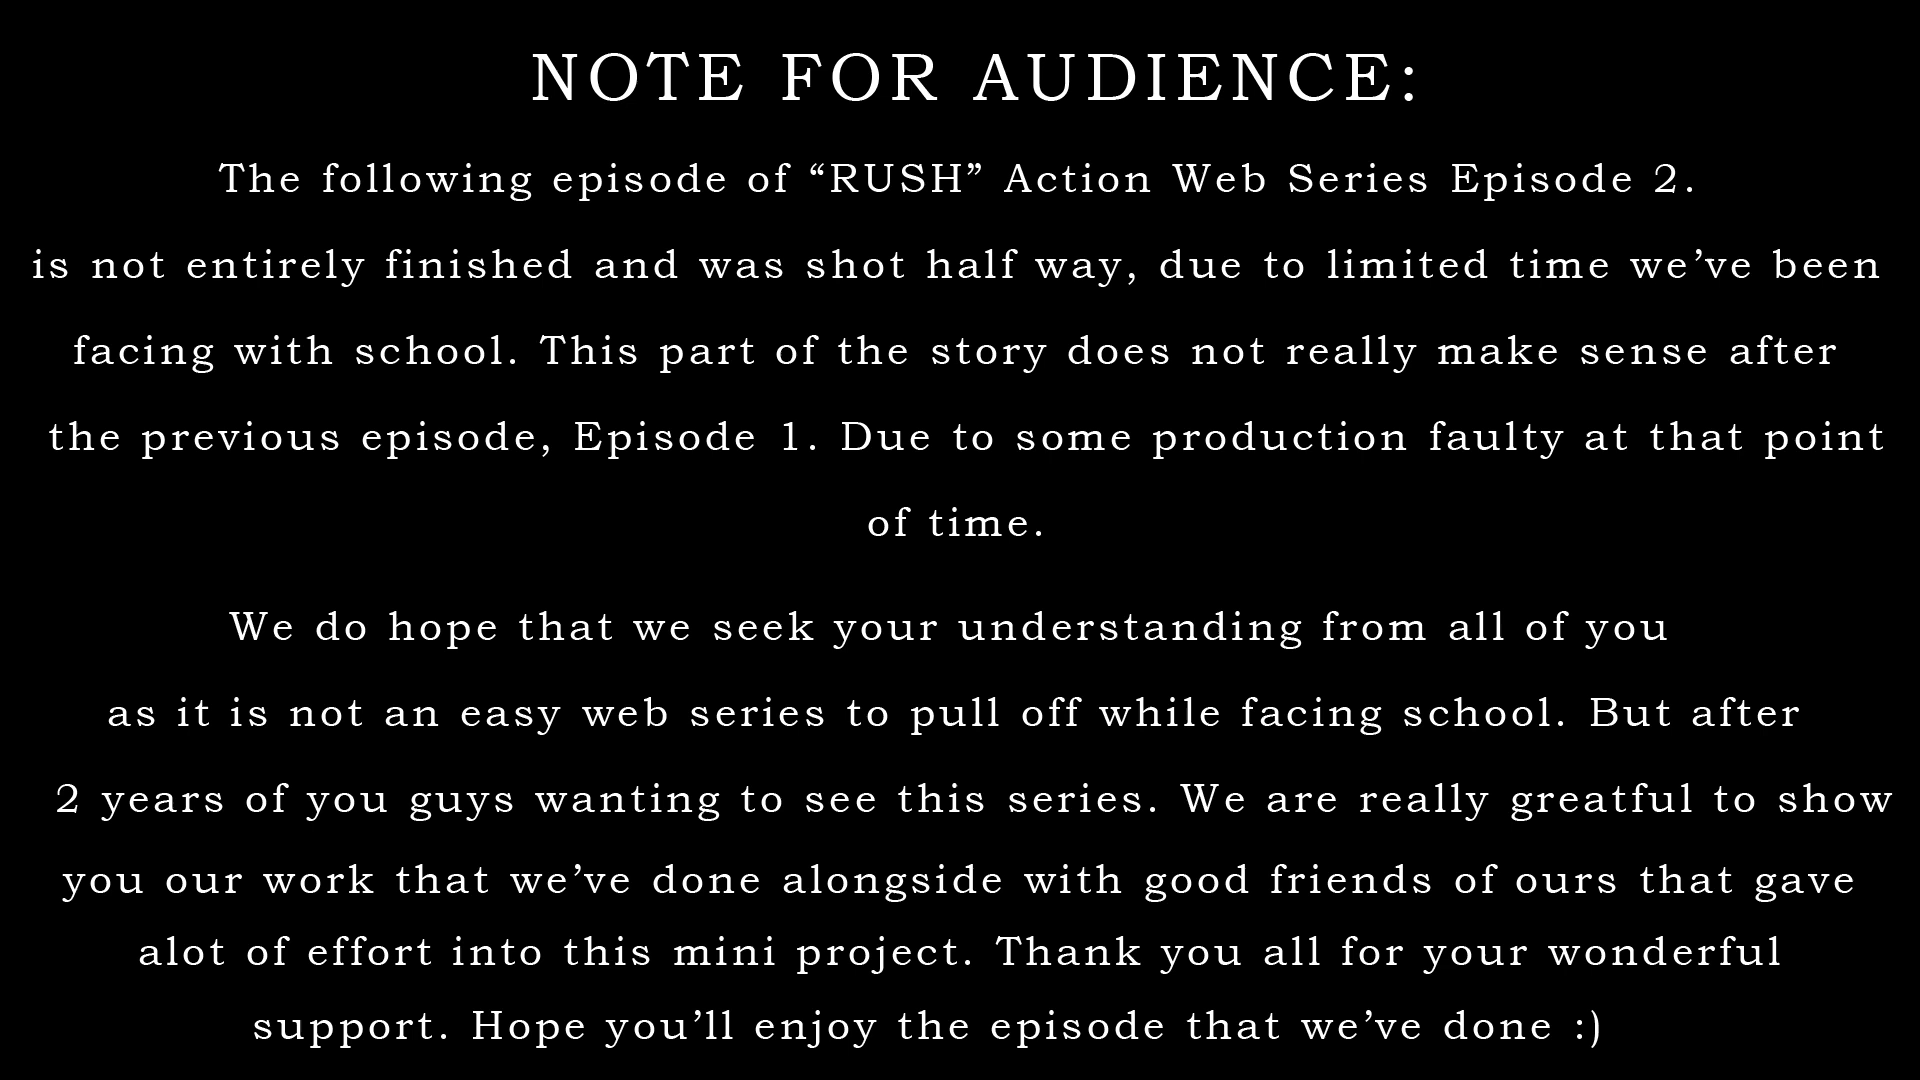 NOTE FOR AUDIENCE:
The following episode of “RUSH” Action Web Series Episode 2.
is not entirely finished and was shot half way, due to limited time we’ve been
facing with school. This part of the story does not really make sense after
the previous episode, Episode 1. Due to some production faulty at that point
of time.
We do hope that we seek your understanding from all of you
as it is not an easy web series to pull off while facing school. But after
2 years of you guys wanting to see this series. We are really greatful to show
you our work that we’ve done alongside with good friends of ours that gave
alot of effort into this mini project. Thank you all for your wonderful
support. Hope you’ll enjoy the episode that we’ve done :)